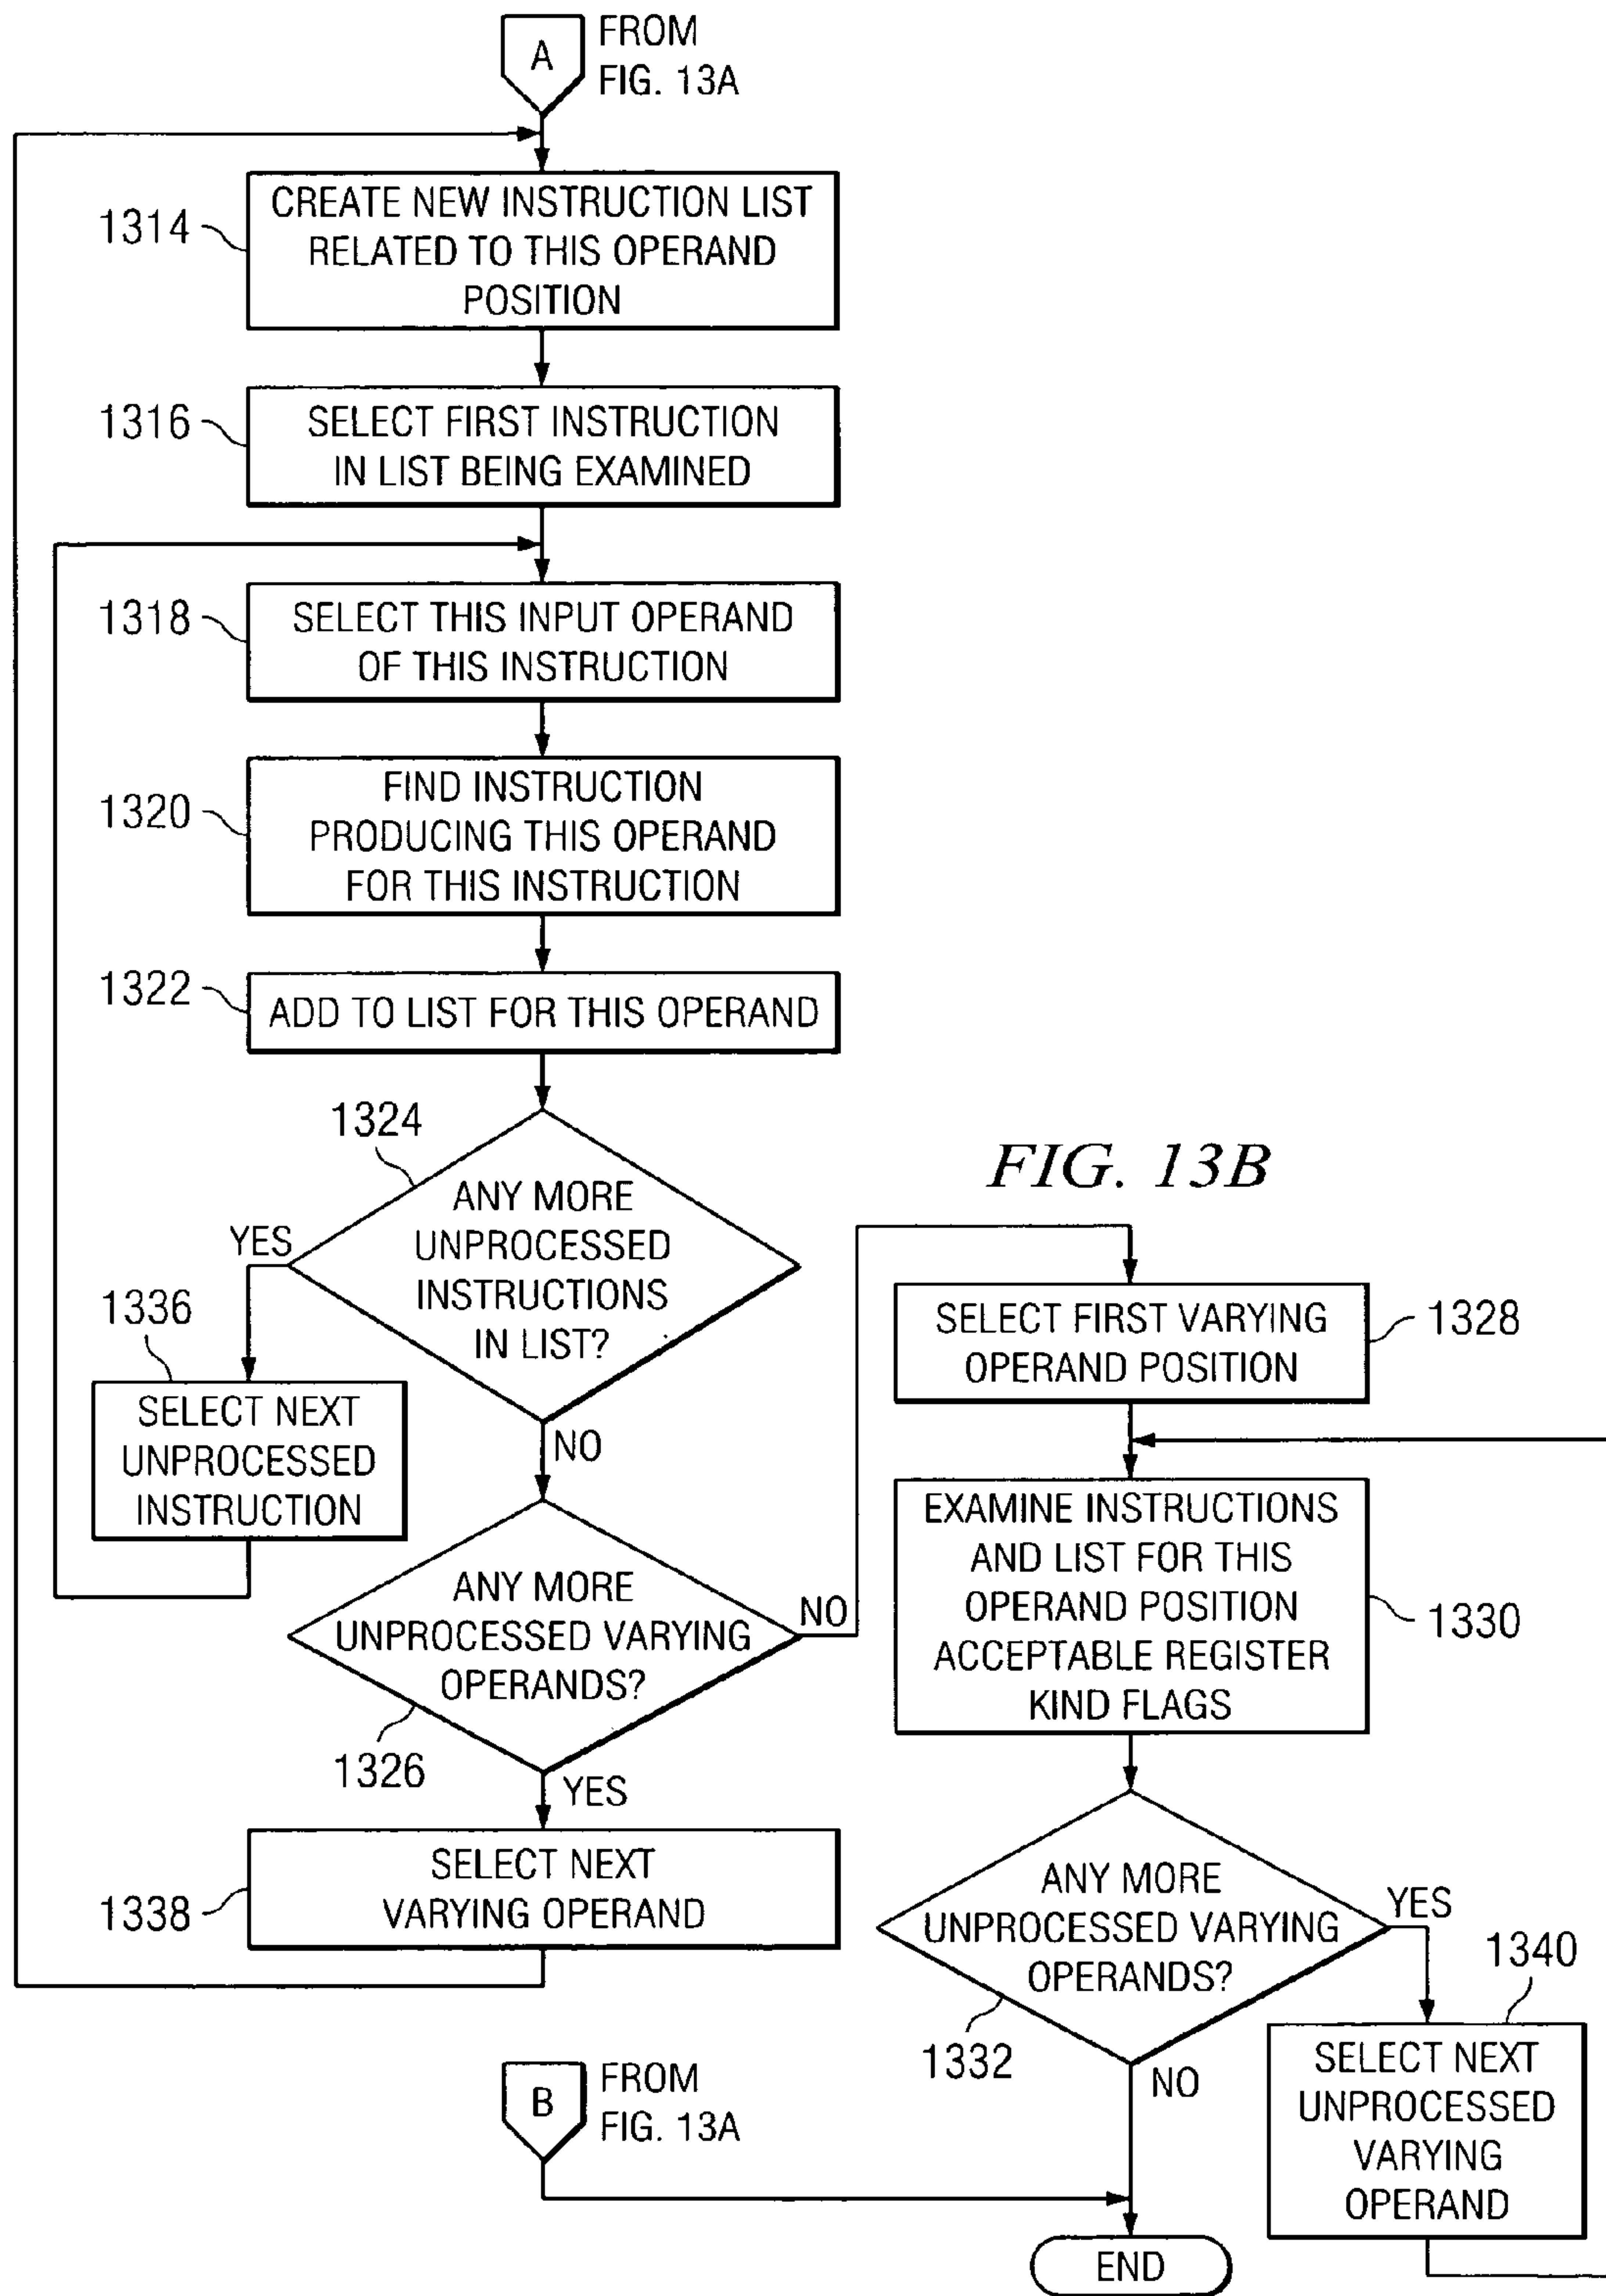 A
FROM
FIG. 13A
1314
CREATE NEW INSTRUCTION LIST
RELATED TO THIS OPERAND
POSITION
1316
SELECT FIRST INSTRUCTION
IN LIST BEING EXAMINED
1318
SELECT THIS INPUT OPERAND
OF THIS INSTRUCTION
1320
FIND INSTRUCTION
PRODUCING THIS OPERAND
FOR THIS INSTRUCTION
1322
ADD TO LIST FOR THIS OPERAND
1324
ANY MORE
UNPROCESSED
INSTRUCTIONS
IN LIST?
YES
1336
SELECT NEXT
UNPROCESSED
INSTRUCTION
NO
ANY MORE
UNPROCESSED VARYING
OPERANDS?
1326
NO
YES
1338
SELECT NEXT
VARYING OPERAND
FIG. 13B
SELECT FIRST VARYING
OPERAND POSITION
1328
EXAMINE INSTRUCTIONS
AND LIST FOR THIS
OPERAND POSITION
ACCEPTABLE REGISTER
KIND FLAGS
1330
ANY MORE
UNPROCESSED VARYING
OPERANDS?
1332
YES
1340
SELECT NEXT
UNPROCESSED
VARYING
OPERAND
NO
B
FROM
FIG. 13A
END